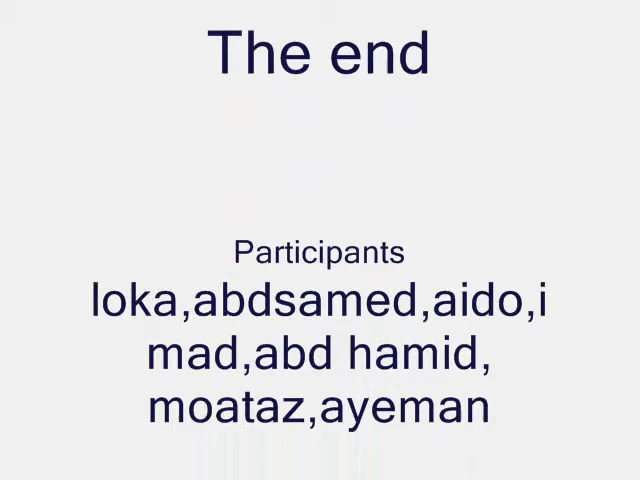 The end
Participants
loka,abdsamed,aido,i
mad,abd hamid,
moataz,ayeman